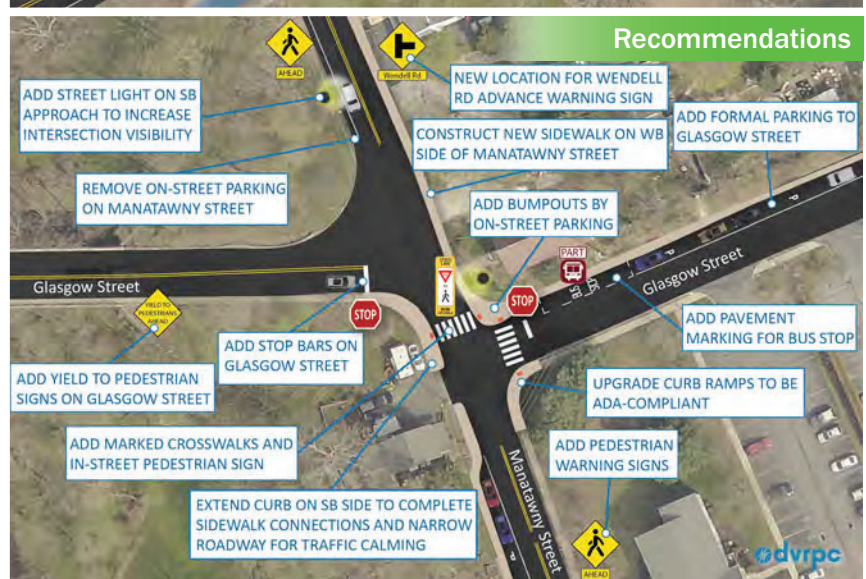 Recommendations
AHEAD
Wendell Rd
ADD STREET LIGHT ON SB
APPROACH TO INCREASE
INTERSECTION VISIBILITY
NEW LOCATION FOR WENDELL
RD ADVANCE WARNING SIGN
ADD FORMAL PARKING TO
GLASGOW STREET
CONSTRUCT NEW SIDEWALK ON WB
SIDE OF MANATAWNY STREET
REMOVE ON-STREET PARKING
ON MANATAWNY STREET
ADD BUMPOUTS BY
ON-STREET PARKING
P
P
PART
BUS
STOP
Glasgow Street
Glasgow Street
YIELD TO
PEDESTRIANS
AHEAD
STOP
STOP
ADD STOP BARS ON
GLASGOW STREET
ADD PAVEMENT
MARKING FOR BUS STOP
ADD YIELD TO PEDESTRIAN
SIGNS ON GLASGOW STREET
UPGRADE CURB RAMPS TO BE
ADA-COMPLIANT
ADD MARKED CROSSWALKS AND
IN-STREET PEDESTRIAN SIGN
ADD PEDESTRIAN
WARNING SIGNS
EXTEND CURB ON SB SIDE TO COMPLETE
SIDEWALK CONNECTIONS AND NARROW
ROADWAY FOR TRAFFIC CALMING
Manatawny Street
P
AHEAD
dvrpc